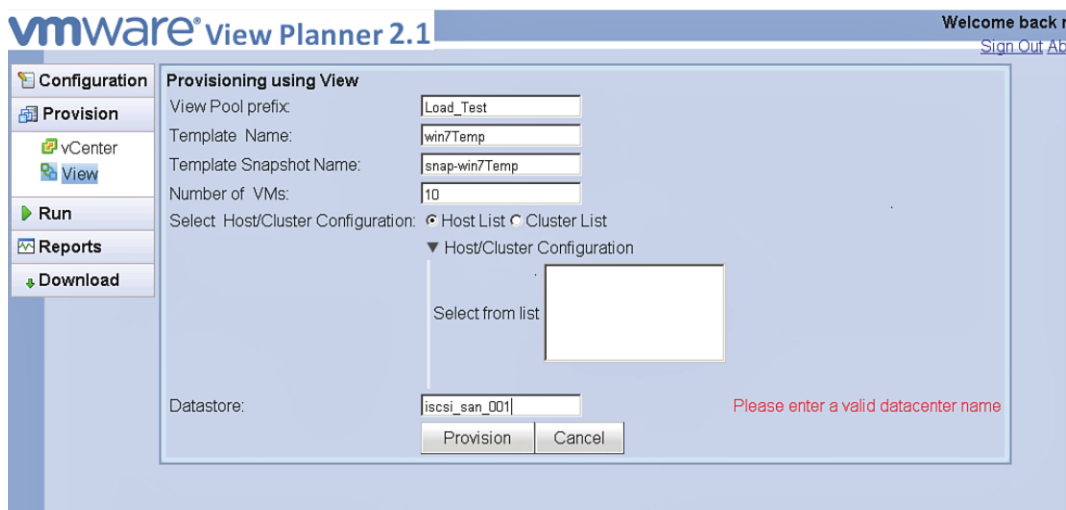 vmware® View Planner 2.1
Welcome back
Sign Out Ab
Configuration
Provision
vCenter
View
Run
Reports
Download
Provisioning using View
View Pool prefix: Load_Test
Template Name: win7Temp
Template Snapshot Name: snap-win7Temp
Number of VMs: 10
Select Host/Cluster Configuration: Host List Cluster List
▼ Host/Cluster Configuration
Select from list
Datastore: iscsi_san_001 Please enter a valid datacenter name
Provision Cancel